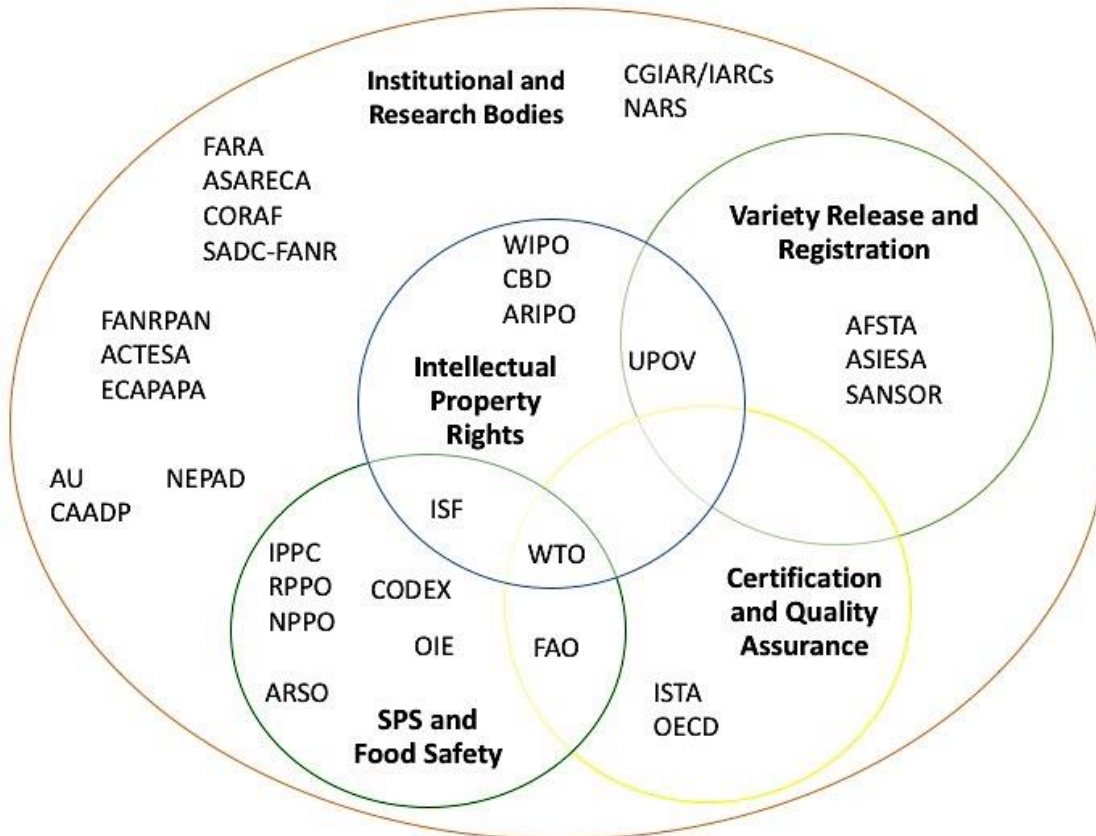 Institutional and
Research Bodies
CGIAR/IARCs
NARS
FARA
ASARECA
CORAF
SADC-FANR
Variety Release and
Registration
WIPO
CBD
ARIPO
FANRPAN
ACTESA
ECAPAPA
AFSTA
ASIESA
SANSOR
UPOV
Intellectual
Property
Rights
AU
CAADP
NEPAD
ISF
WTO
IPPC
RPPO
NPPO
CODEX
OIE
FAO
Certification
and Quality
Assurance
ARSO
ISTA
OECD
SPS and
Food Safety